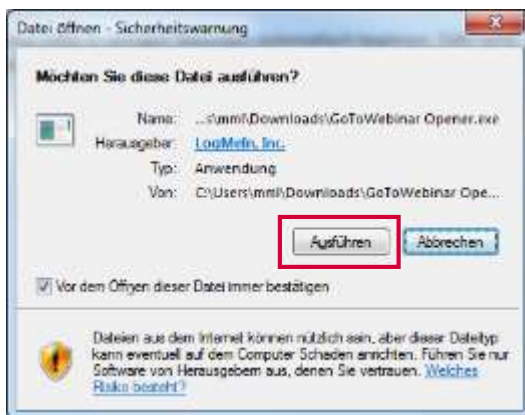 Datei öffnen - Sicherheitswarnung
Möchten Sie diese Datei ausführen?
Name: ...s\mml\Downloads\GoToWebinar Opener.exe
Herausgeber: LogMeIn, Inc.
Typ: Anwendung
Von: C:\Users\mml\Downloads\GoToWebinar Ope...
Ausführen Abbrechen
Vor dem Öffnen dieser Datei immer bestätigen
Dateien aus dem Internet können nützlich sein, aber dieser Dateityp
kann eventuell auf dem Computer Schaden anrichten. Führen Sie nur
Software von Herausgebern aus, denen Sie vertrauen. Welches
Risiko besteht?